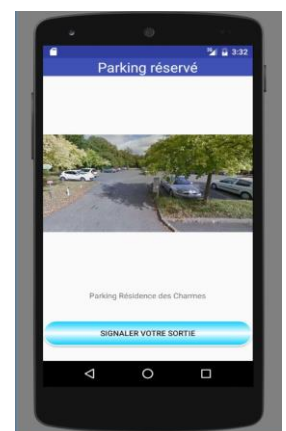 3:32
Parking réservé
Parking Résidence des Charmes
SIGNALER VOTRE SORTIE